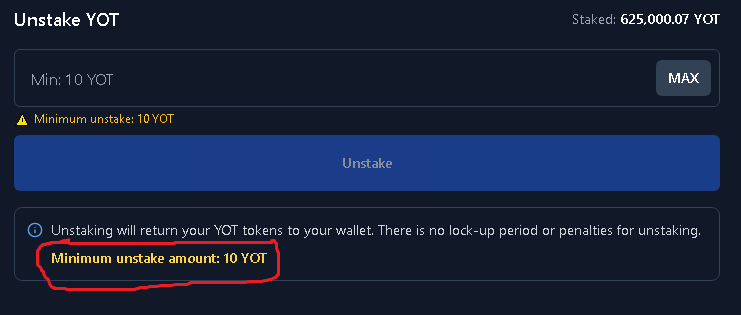 Unstake YOT
Staked: 625,000.07 YOT
Min: 10 YOT
MAX
Minimum unstake: 10 YOT
Unstake
Unstaking will return your YOT tokens to your wallet. There is no lock-up period or penalties for unstaking.
Minimum unstake amount: 10 YOT